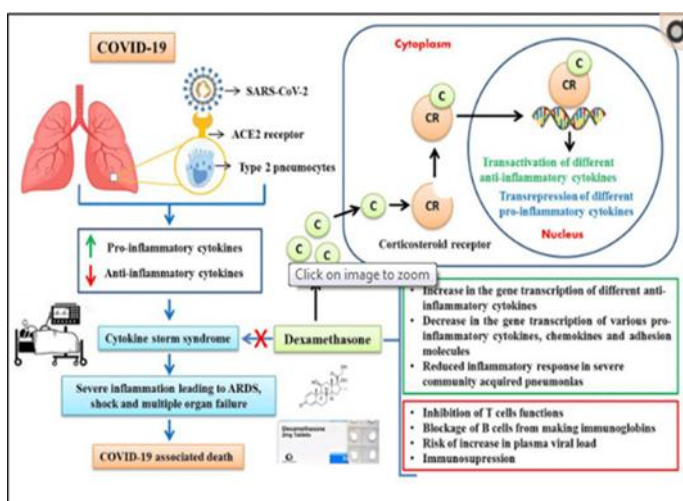 COVID-19
SARS-CoV-2
ACE2 receptor
Type 2 pneumocytes
Pro-inflammatory cytokines
Anti-inflammatory cytokines
Cytokine storm syndrome
Severe inflammation leading to ARDS,
shock and multiple organ failure
COVID-19 associated death
Cytoplasm
C
CR
C
CR
C
CR
Corticosteroid receptor
Transactivation of different
anti-inflammatory cytokines
Transrepression of different
pro-inflammatory cytokines
Nucleus
C
C
C
Click on image to zoom
Dexamethasone
X
Dexamethasone
2mg Tablets
• Increase in the gene transcription of different anti-
inflammatory cytokines
• Decrease in the gene transcription of various pro-
inflammatory cytokines, chemokines and adhesion
molecules
• Reduced inflammatory response in severe
community acquired pneumonias
• Inhibition of T cells functions
• Blockage of B cells from making immunoglobins
• Risk of increase in plasma viral load
• Immunosupression